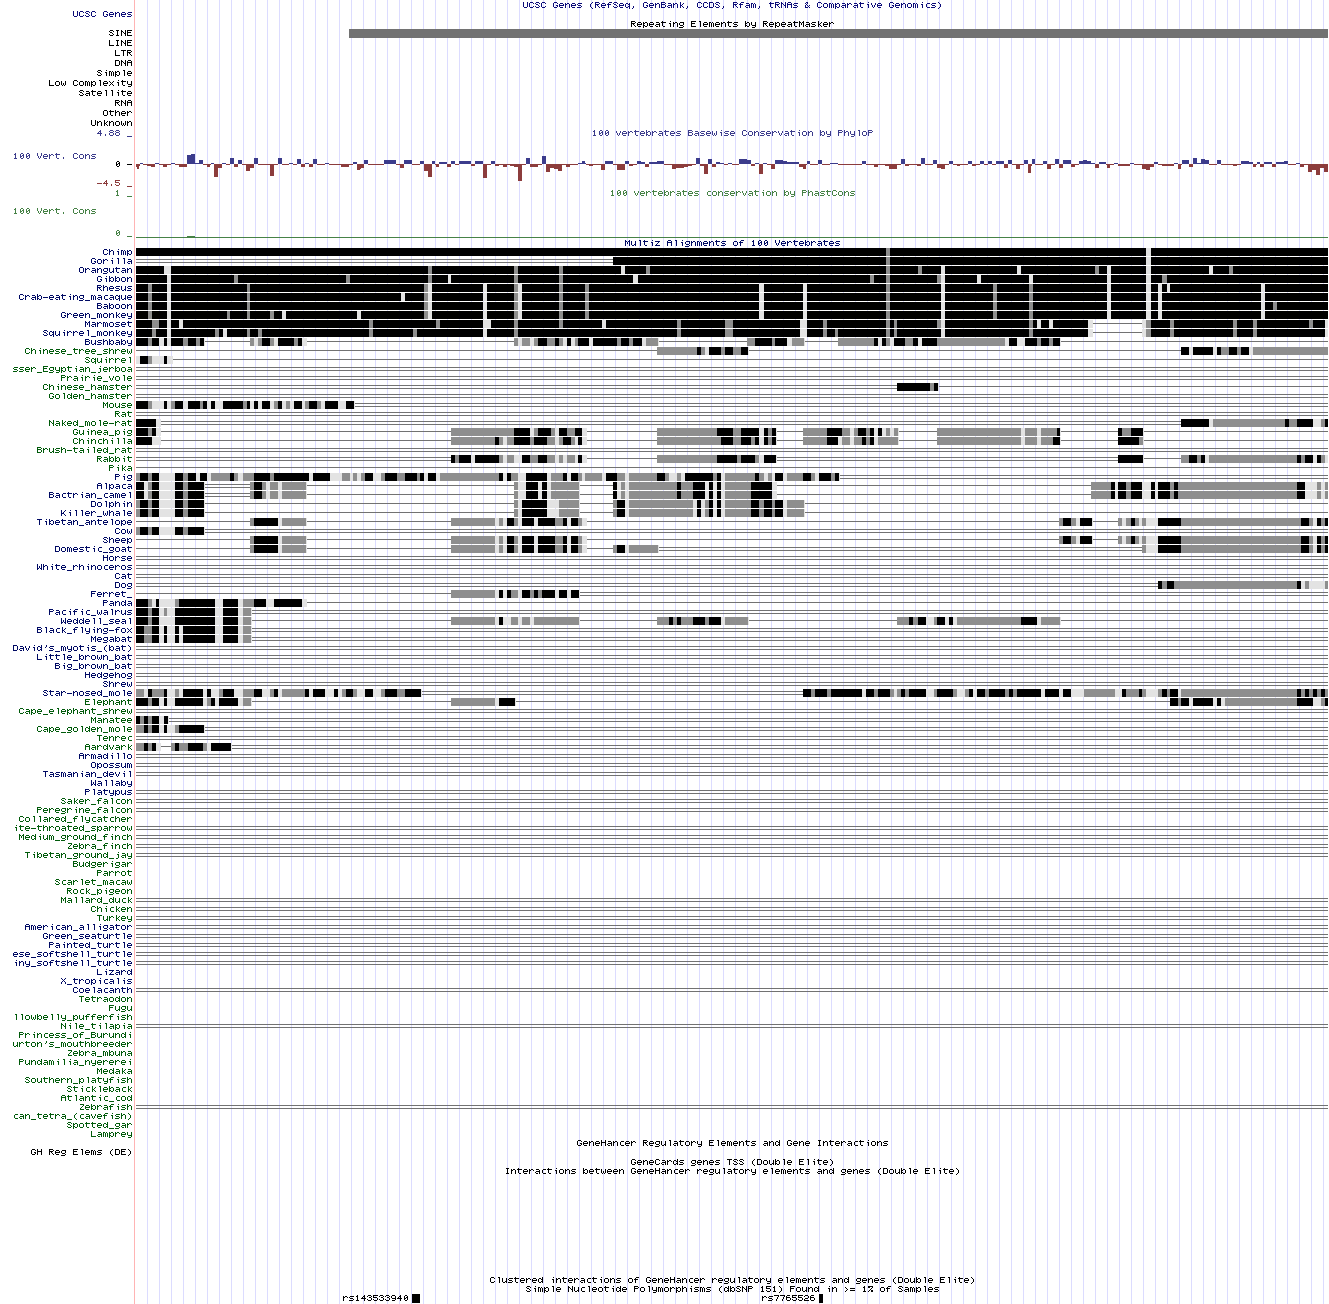 UCSC Genes (RefSeq, GenBank, CCDS, Rfam, tRNAs & Comparative Genomics)
UCSC Genes
Repeating Elements by RepeatMasker
SINE
LINE
LTR
DNA
Simple
Low Complexity
Satellite
RNA
Other
Unknown
100 vertebrates Basewise Conservation by PhyloP
4.88 _
100 Vert. Cons
0 -
-4.5 _
100 vertebrates conservation by PhastCons
1 _
100 Vert. Cons
0 _
Multiz Alignments of 100 Vertebrates
Chimp
Gorilla
Orangutan
Gibbon
Rhesus
Crab-eating_macaque
Baboon
Green_monkey
Marmoset
Squirrel_monkey
Bushbaby
Chinese_tree_shrew
Squirrel
sser_Egyptian_jerboa
Prairie_vole
Chinese_hamster
Golden_hamster
Mouse
Rat
Naked_mole-rat
Guinea_pig
Chinchilla
Brush-tailed_rat
Rabbit
Pika
Pig
Alpaca
Bactrian_camel
Dolphin
Killer_whale
Tibetan_antelope
Cow
Sheep
Domestic_goat
Horse
White_rhinoceros
Cat
Dog
Ferret_
Panda
Pacific_walrus
Weddell_seal
Black_flying-fox
Megabat
David's_myotis_(bat)
Little_brown_bat
Big_brown_bat
Hedgehog
Shrew
Star-nosed_mole
Elephant
Cape_elephant_shrew
Manatee
Cape_golden_mole
Tenrec
Aardvark
Armadillo
Opossum
Tasmanian_devil
Wallaby
Platypus
Saker_falcon
Peregrine_falcon
Collared_flycatcher
ite-throated_sparrow
Medium_ground_finch
Zebra_finch
Tibetan_ground_jay
Budgerigar
Parrot
Scarlet_macaw
Rock_pigeon
Mallard_duck
Chicken
Turkey
American_alligator
Green_seaturtle
Painted_turtle
ese_softshell_turtle
iny_softshell_turtle
Lizard
X_tropicalis
Coelacanth
Tetraodon
Fugu
llowbelly_pufferfish
Nile_tilapia
Princess_of_Burundi
urton's_mouthbreeder
Zebra_mbuna
Pundamilia_nyererei
Medaka
Southern_platyfish
Stickleback
Atlantic_cod
Zebrafish
can_tetra_(cavefish)
Spotted_gar
Lamprey
GeneHancer Regulatory Elements and Gene Interactions
GH Reg Elems (DE)
GeneCards genes TSS (Double Elite)
Interactions between GeneHancer regulatory elements and genes (Double Elite)
Clustered interactions of GeneHancer regulatory elements and genes (Double Elite)
Simple Nucleotide Polymorphisms (dbSNP 151) Found in >= 1% of Samples
rs143533940 rs7765526